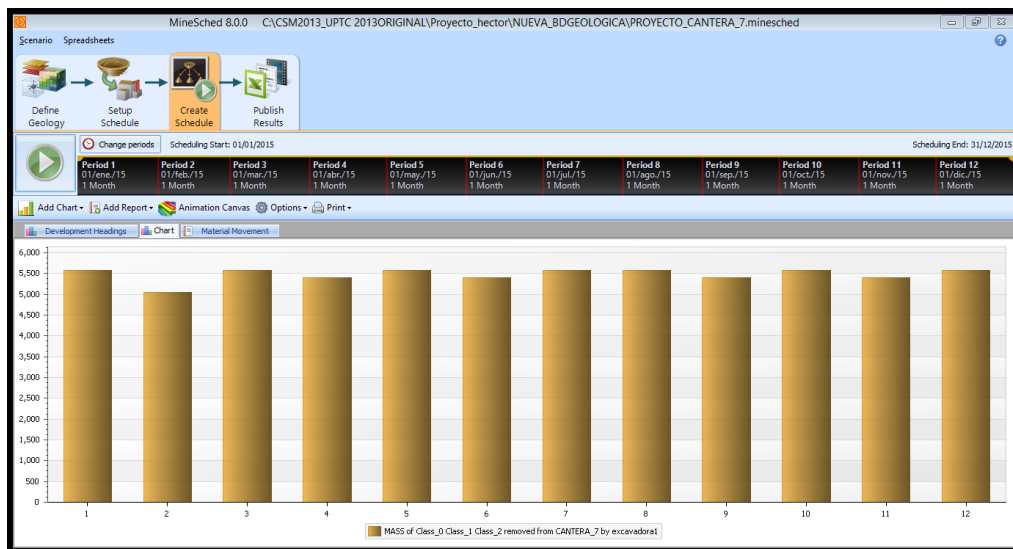 MineSched 8.0.0 C:\CSM2013_UPTC 2013ORIGINAL\Proyecto_hector\NUEVA_BDGEOLOGICA\PROYECTO_CANTERA_7.minesched
Scenario Spreadsheets
Define Geology
Setup Schedule
Create Schedule
Publish Results
Change periods Scheduling Start: 01/01/2015 Scheduling End: 31/12/2015
Period 1 Period 2 Period 3 Period 4 Period 5 Period 6 Period 7 Period 8 Period 9 Period 10 Period 11 Period 12
01/ene./15 01/feb./15 01/mar./15 01/abr./15 01/may./15 01/jun./15 01/jul./15 01/ago./15 01/sep./15 01/oct./15 01/nov./15 01/dic./15
1 Month 1 Month 1 Month 1 Month 1 Month 1 Month 1 Month 1 Month 1 Month 1 Month 1 Month 1 Month
Add Chart Add Report Animation Canvas Options Print
Development Headings Chart Material Movement
6,000
5,500
5,000
4,500
4,000
3,500
3,000
2,500
2,000
1,500
1,000
500
0
1 2 3 4 5 6 7 8 9 10 11 12
MASS of Class_0 Class_1 Class_2 removed from CANTERA_7 by excavadora1